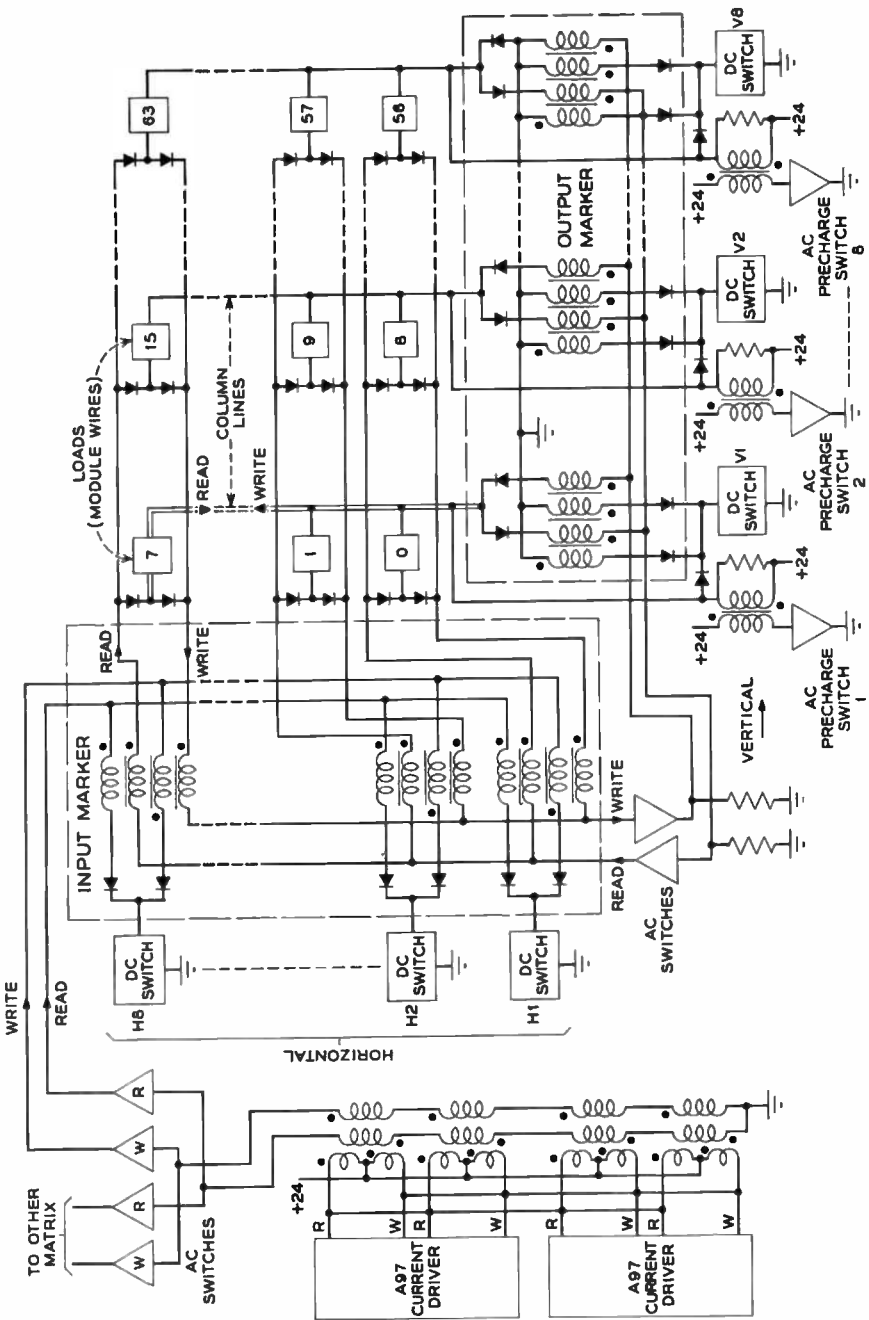 TO OTHER
MATRIX
W
R
W
R
AC
SWITCHES
WRITE
READ
+24
R
W
R
W
A97
CURRENT
DRIVER
R
W
R
W
A97
CURRENT
DRIVER
HORIZONTAL
H8
DC
SWITCH
H2
DC
SWITCH
H1
DC
SWITCH
INPUT MARKER
READ
WRITE
READ
WRITE
AC
SWITCHES
LOADS
(MODULE WIRES)
7
15
63
READ
WRITE
COLUMN
LINES
1
9
57
0
8
56
OUTPUT
MARKER
VERTICAL
+24
+24
AC
PRECHARGE
SWITCH
1
DC
SWITCH
V1
+24
+24
AC
PRECHARGE
SWITCH
2
DC
SWITCH
V2
+24
+24
AC
PRECHARGE
SWITCH
8
DC
SWITCH
V8